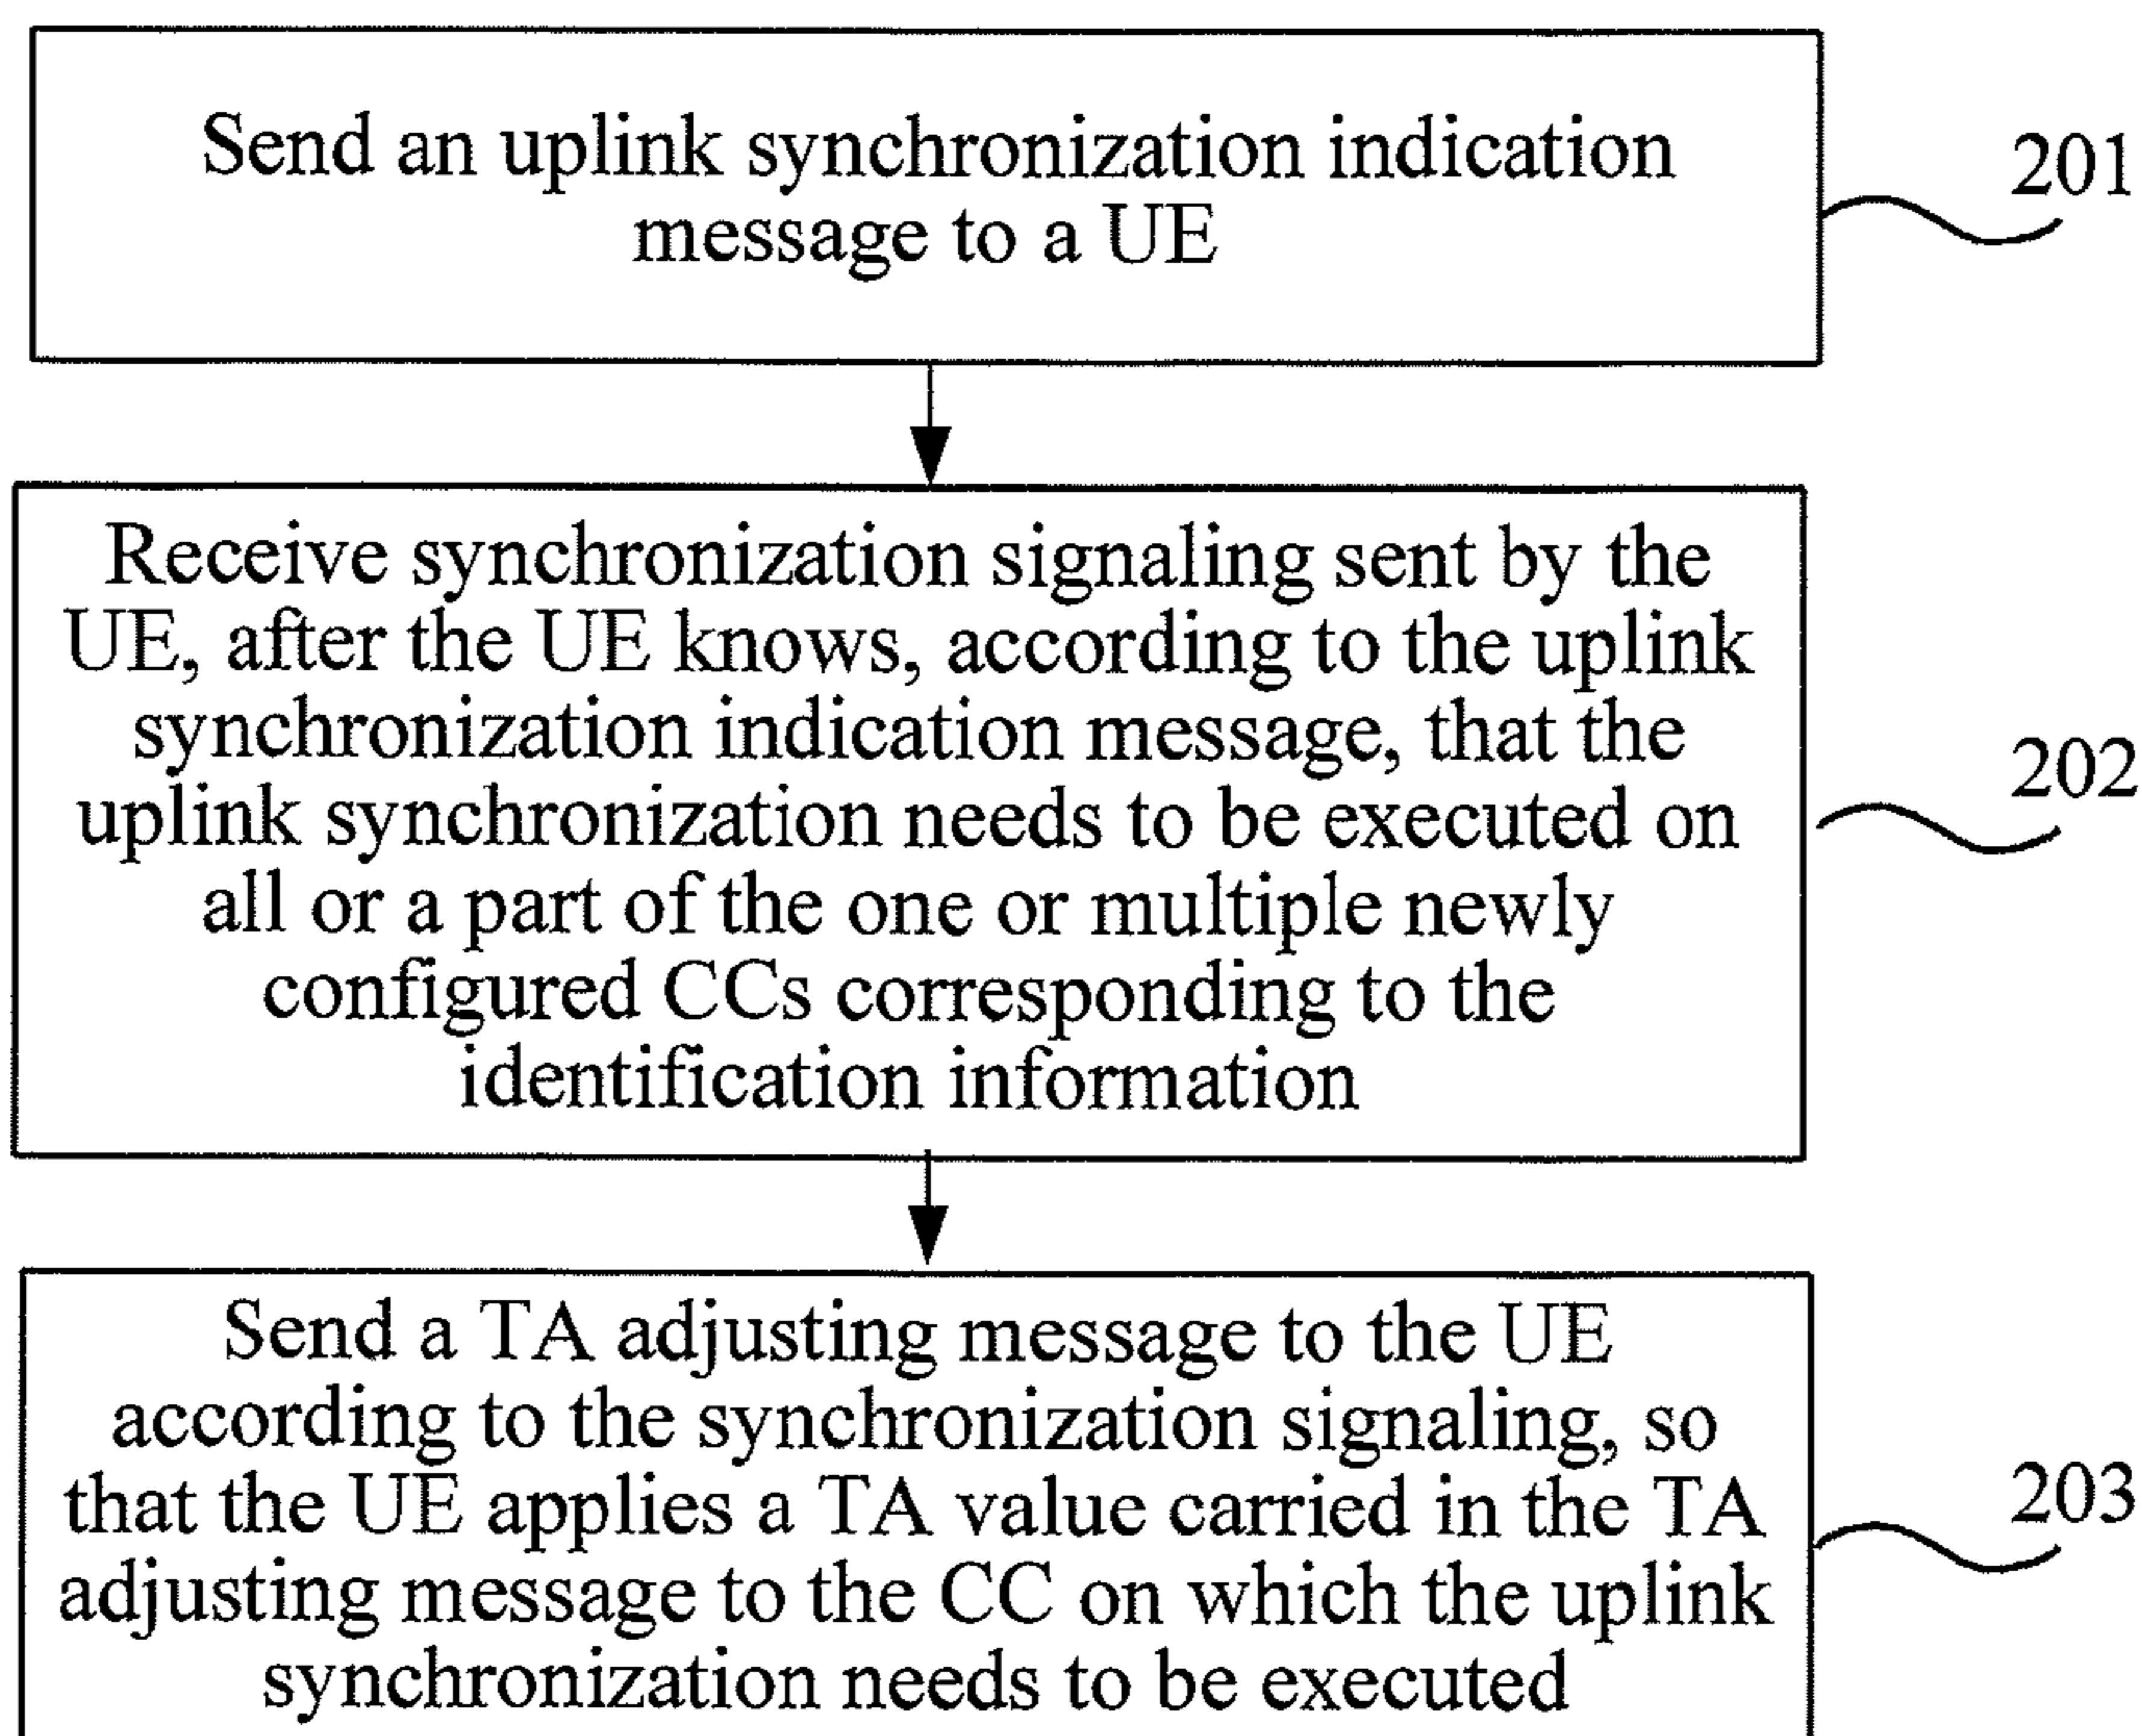 Send an uplink synchronization indication
message to a UE
201
Receive synchronization signaling sent by the
UE, after the UE knows, according to the uplink
synchronization indication message, that the
uplink synchronization needs to be executed on
all or a part of the one or multiple newly
configured CCs corresponding to the
identification information
202
Send a TA adjusting message to the UE
according to the synchronization signaling, so
that the UE applies a TA value carried in the TA
adjusting message to the CC on which the uplink
synchronization needs to be executed
203